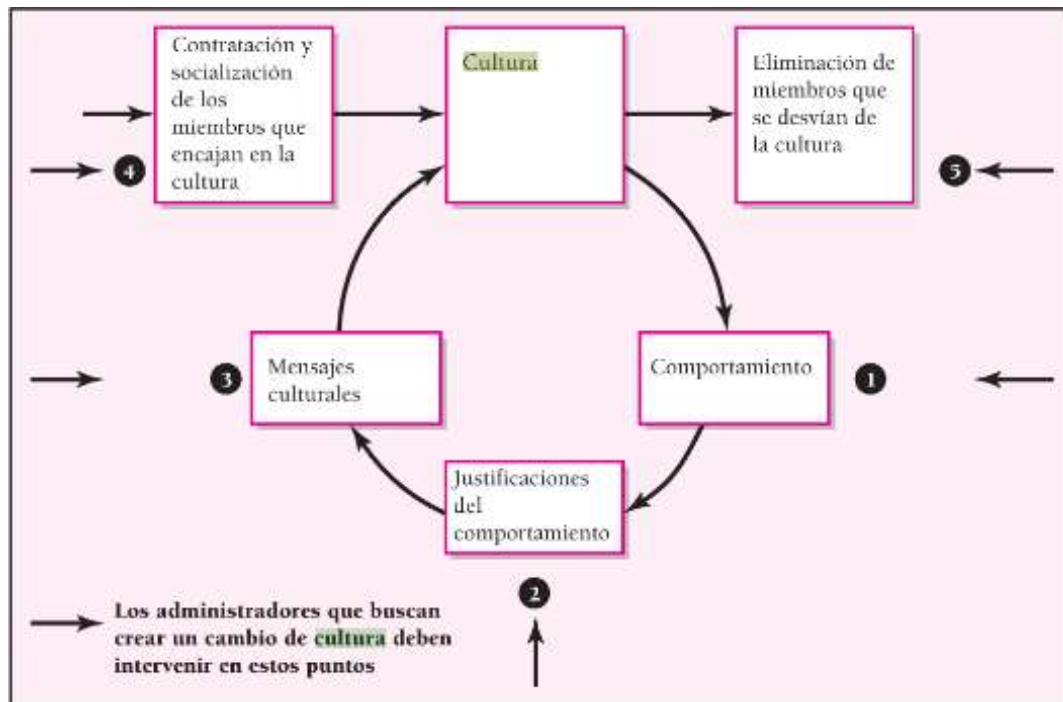 Contratación y
socialización
de los
miembros que
encajan en la
cultura
4
Cultura
Eliminación de
miembros que
se desvían de
la cultura
5
3
Mensajes
culturales
Comportamiento
1
Justificaciones
del
comportamiento
2
Los administradores que buscan
crear un cambio de cultura deben
intervenir en estos puntos